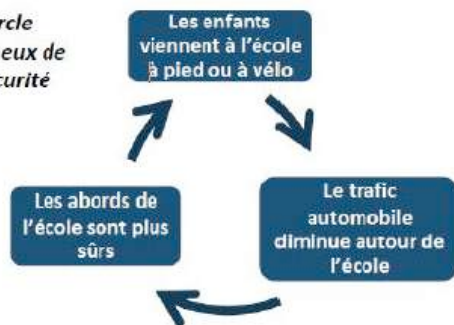 rcle
eux de
curité
Les enfants
viennent à l'école
à pied ou à vélo
Le trafic
automobile
diminue autour de
l'école
Les abords de
l'école sont plus
sûrs